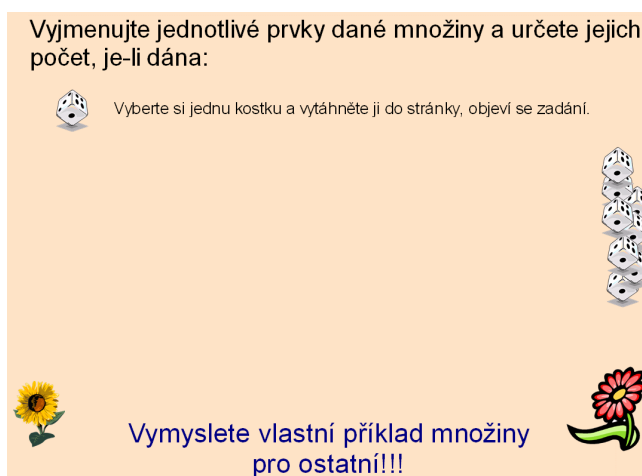 Vyjmenujte jednotlivé prvky dané množiny a určete jejich
počet, je-li dána:
Vyberte si jednu kostku a vytáhněte ji do stránky, objeví se zadání.
Vymyslete vlastní příklad množiny
pro ostatní!!!